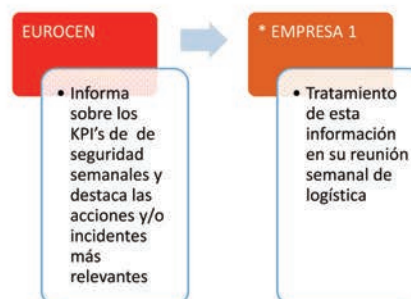 EUROCEN
• Informa
sobre los
KPI's de de
seguridad
semanales y
destaca las
acciones y/o
incidentes
más
relevantes
* EMPRESA 1
• Tratamiento
de esta
información
en su reunión
semanal de
logística